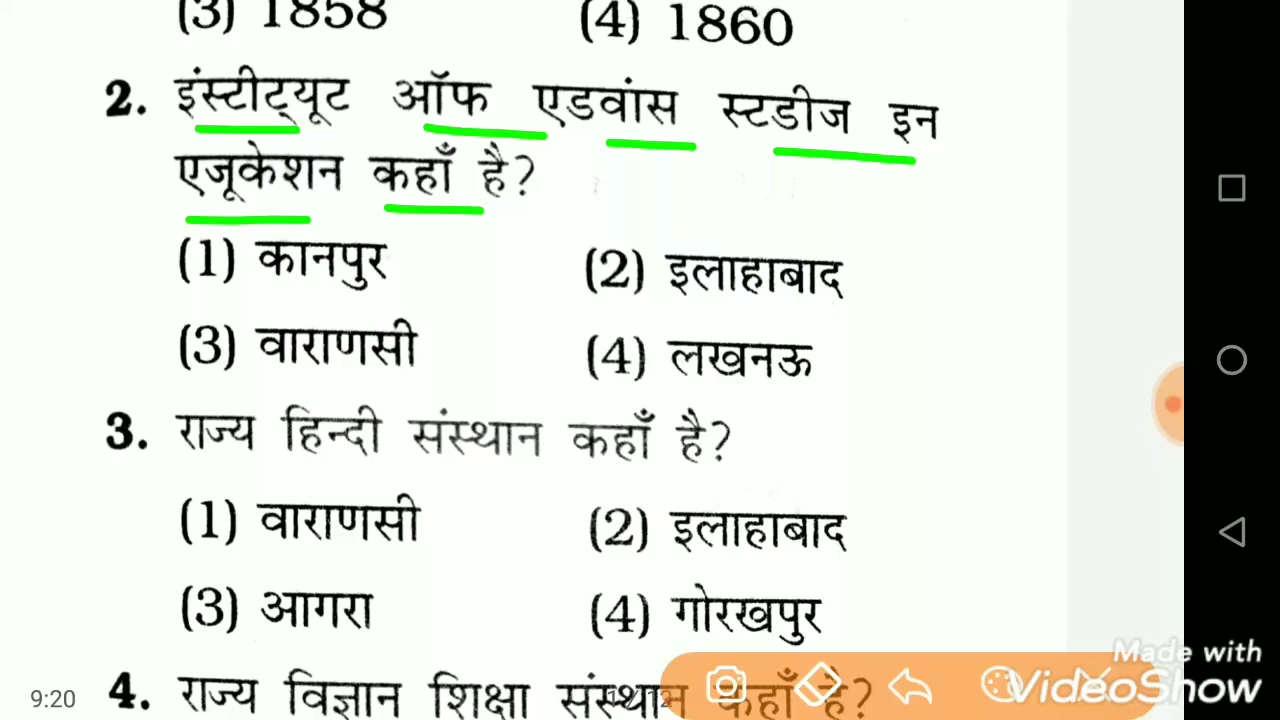 (3) 1858 (4) 1860
2. इंस्टीट्यूट ऑफ एडवांस स्टडीज इन
एजूकेशन कहाँ है?
(1) कानपुर (2) इलाहाबाद
(3) वाराणसी (4) लखनऊ
3. राज्य हिन्दी संस्थान कहाँ है?
(1) वाराणसी (2) इलाहाबाद
(3) आगरा (4) गोरखपुर
4. राज्य विज्ञान शिक्षा संस्थान कहाँ है?
9:20
Made with
VideoShow